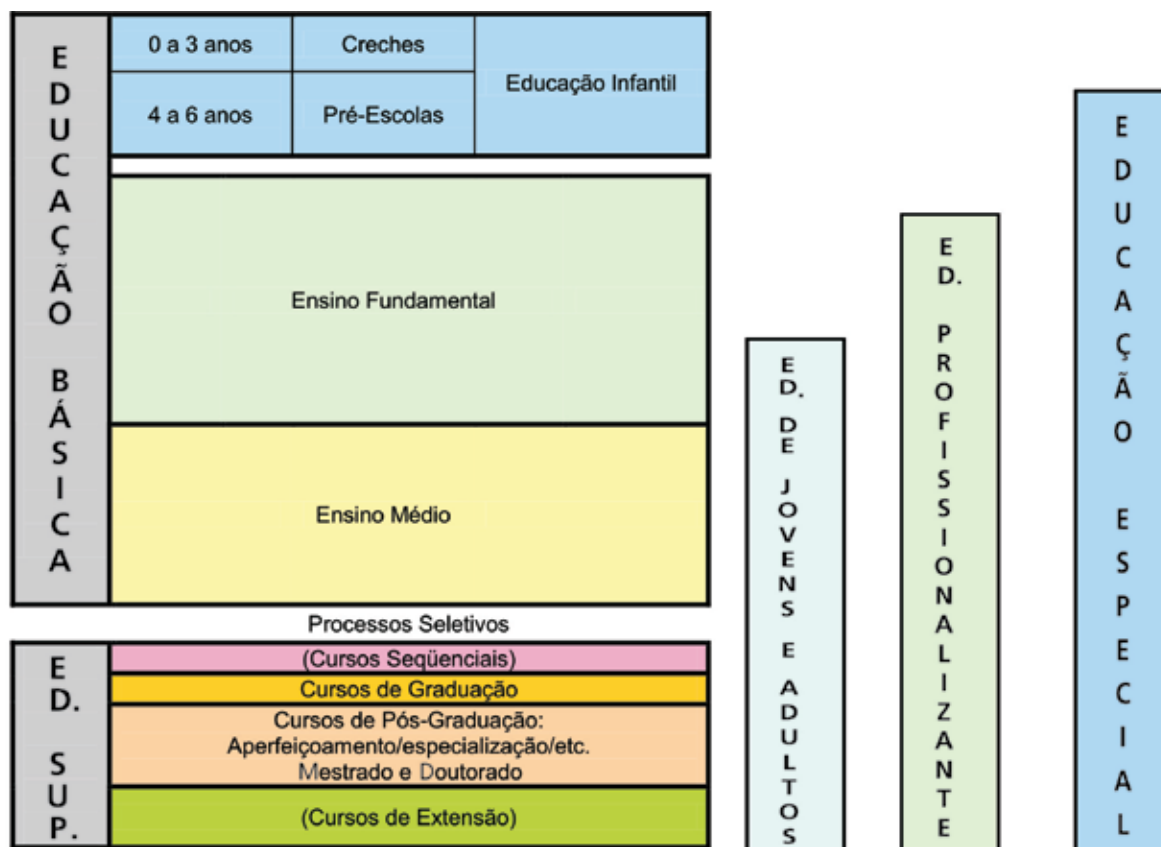 EDUCAÇÃO BÁSICA
0 a 3 anos
Creches
Educação Infantil
4 a 6 anos
Pré-Escolas
Ensino Fundamental
Ensino Médio
Processos Seletivos
ED. SUP.
(Cursos Seqüenciais)
Cursos de Graduação
Cursos de Pós-Graduação:
Aperfeiçoamento/especialização/etc.
Mestrado e Doutorado
(Cursos de Extensão)
ED. DE JOVENS E ADULTOS
ED. PROFISSIONALIZANTE
EDUCAÇÃO ESPECIAL